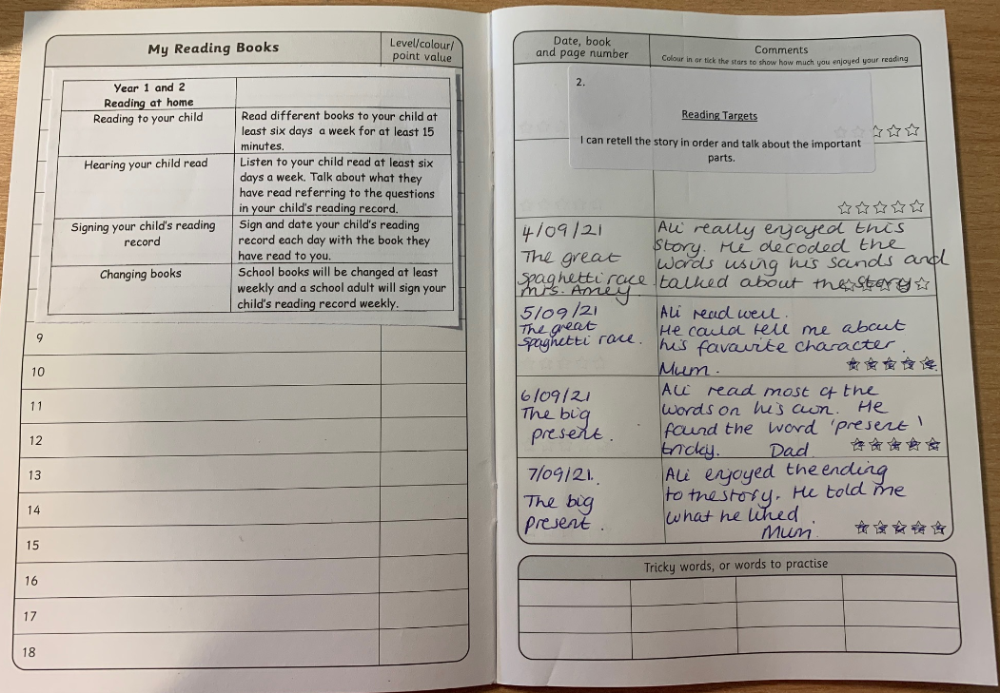 My Reading Books
Level/colour/
point value
Year 1 and 2
Reading at home
Reading to your child
Read different books to your child at
least six days a week for at least 15
minutes.
Hearing your child read
Listen to your child read at least six
days a week. Talk about what they
have read referring to the questions
in your child's reading record.
Signing your child's reading
record
Sign and date your child's reading
record each day with the book they
have read to you.
Changing books
School books will be changed at least
weekly and a school adult will sign your
child's reading record weekly.
9
10
11
12
13
14
15
16
17
18
Date, book
and page number
Comments
Colour in or tick the stars to show how much you enjoyed your reading
2.
Reading Targets
I can retell the story in order and talk about the important
parts.
4/09/21
The great
Spaghetti race
Mrs. Amey
Ali really enjoyed this
story. He decoded the
words using his sands and
talked about the story
5/09/21
The great
spaghetti race.
Ali read well.
He could tell me about
his favourite character.
Mum.
6/09/21
The big
present.
Ali read most of the
words on his own. He
found the word 'present'
tricky. Dad
7/09/21.
The big
present.
Ali enjoyed the ending
to the story. He told me
what he liked.
Mum.
Tricky words, or words to practise